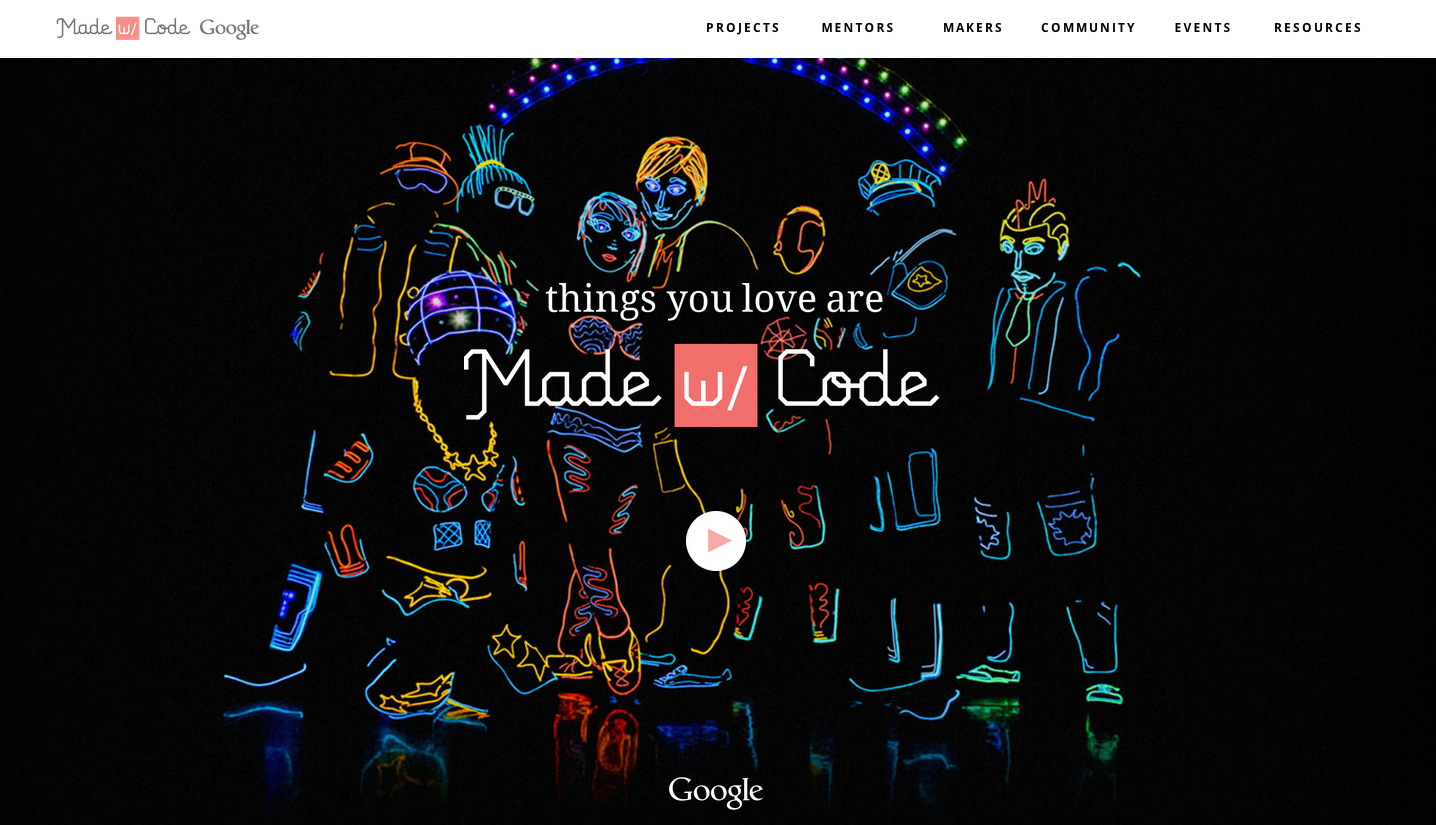 Made w/ Code Google
PROJECTS MENTORS MAKERS COMMUNITY EVENTS RESOURCES
things you love are
Made w/ Code
Google